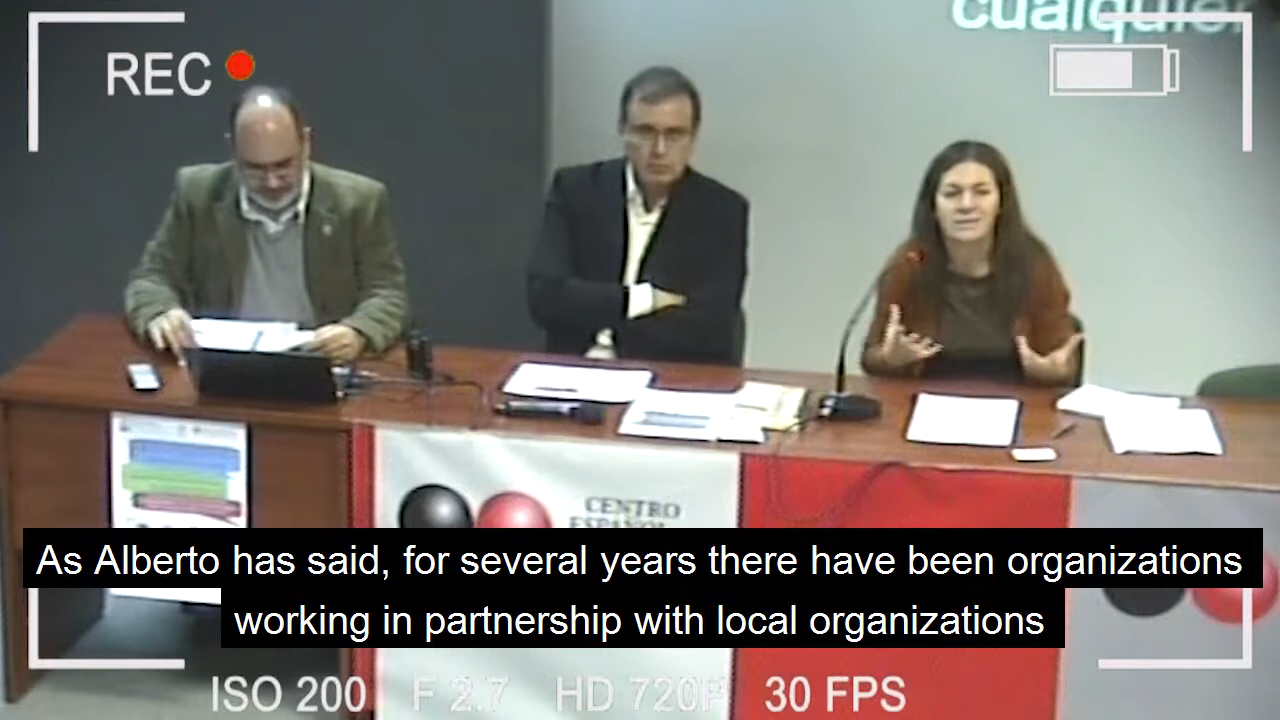 cualquier
REC
CENTRO
ESPAÑOL
As Alberto has said, for several years there have been organizations
working in partnership with local organizations
ISO 200 F 2.7 HD 720P 30 FPS